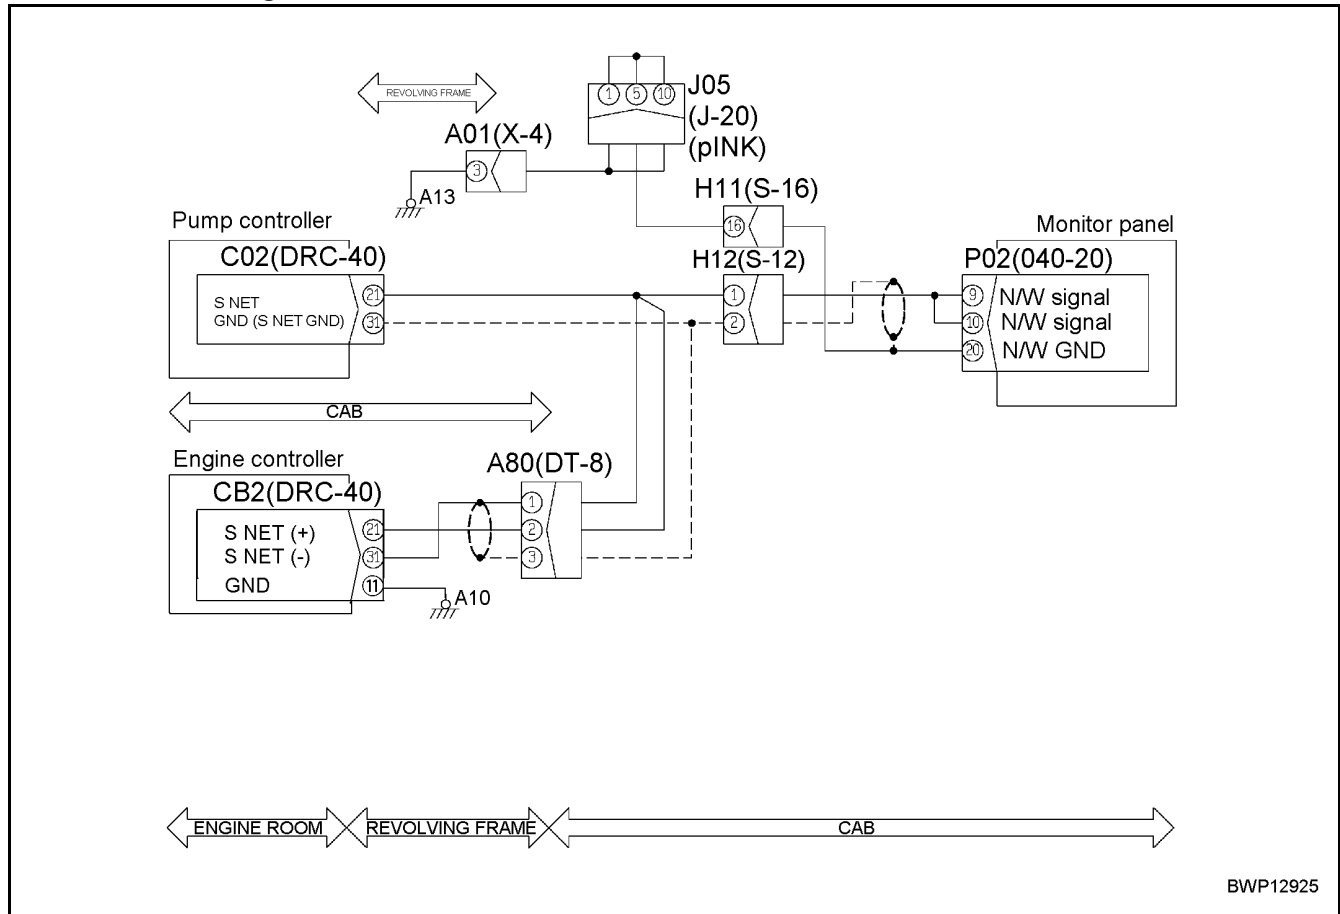 REVOLVING FRAME
1 5 10
J05
(J-20)
(pINK)
A01(X-4)
3
A13
H11(S-16)
16
Pump controller
Monitor panel
C02(DRC-40)
H12(S-12)
P02(040-20)
S NET
21
1
9
N/W signal
GND (S NET GND)
31
2
10
N/W signal
20
N/W GND
CAB
Engine controller
A80(DT-8)
CB2(DRC-40)
1
S NET (+)
21
2
S NET (-)
31
3
GND
11
A10
ENGINE ROOM
REVOLVING FRAME
CAB
BWP12925